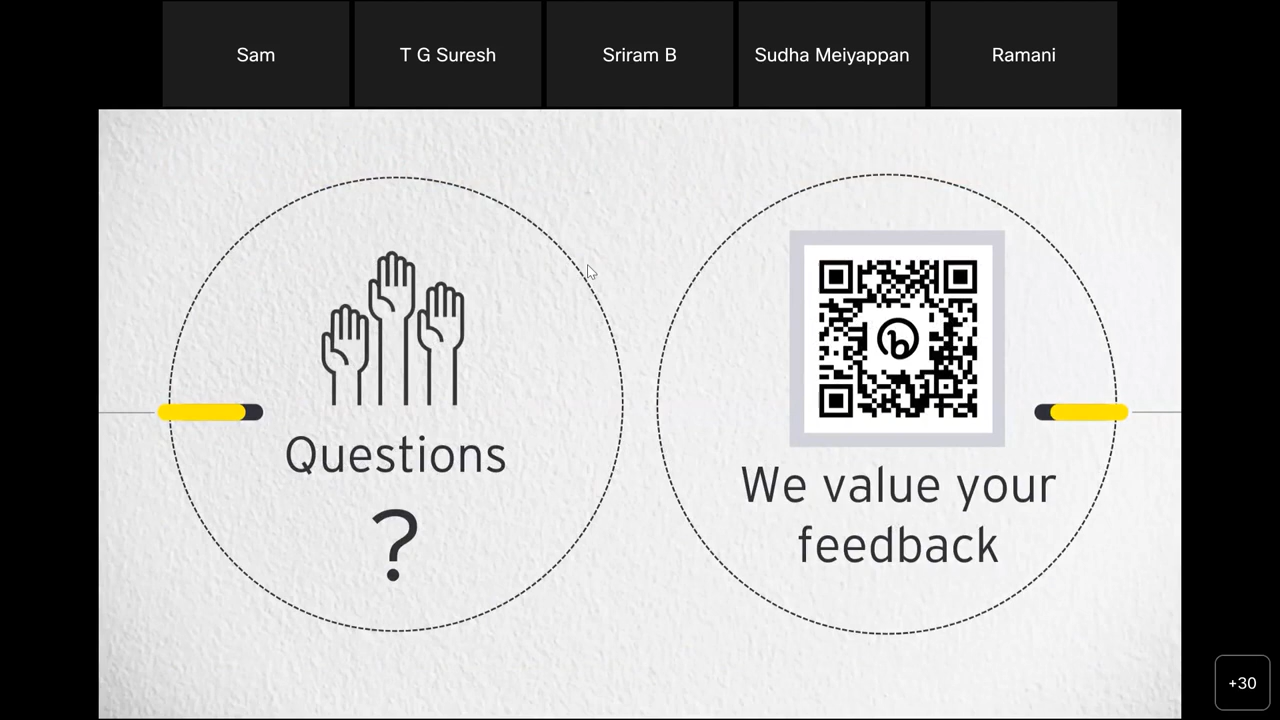 Sam
T G Suresh
Sriram B
Sudha Meiyappan
Ramani
Questions
?
b
We value your
feedback
+30